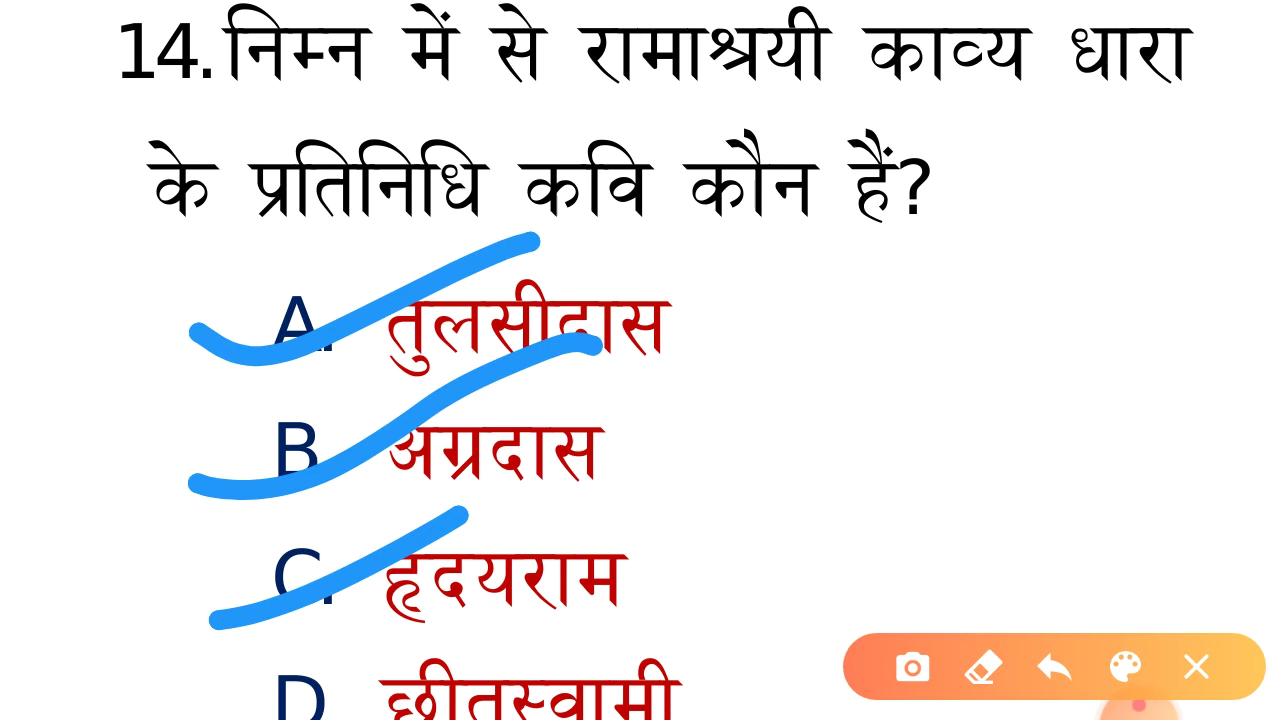 14.निम्न में से रामाश्रयी काव्य धारा
के प्रतिनिधि कवि कौन हैं?
A. तुलसीदास
B. अग्रदास
C. हृदयराम
D. छीतस्वामी